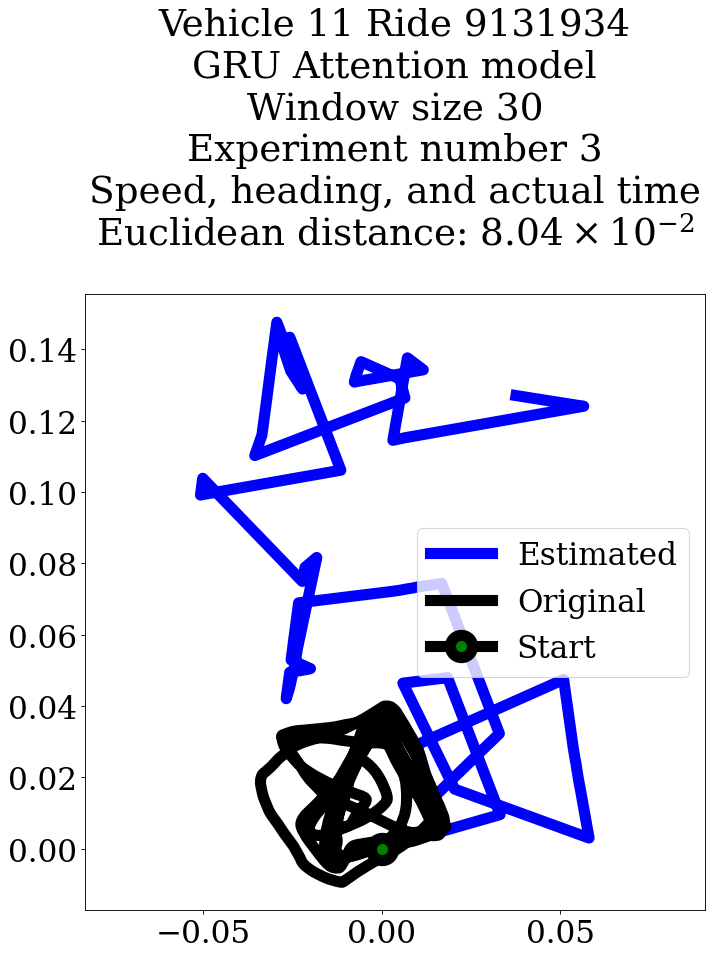 Vehicle 11 Ride 9131934
GRU Attention model
Window size 30
Experiment number 3
Speed, heading, and actual time
Euclidean distance: 8.04 × 10⁻²
0.14
0.12
0.10
0.08
0.06
0.04
0.02
0.00
Estimated
Original
Start
−0.05 0.00 0.05